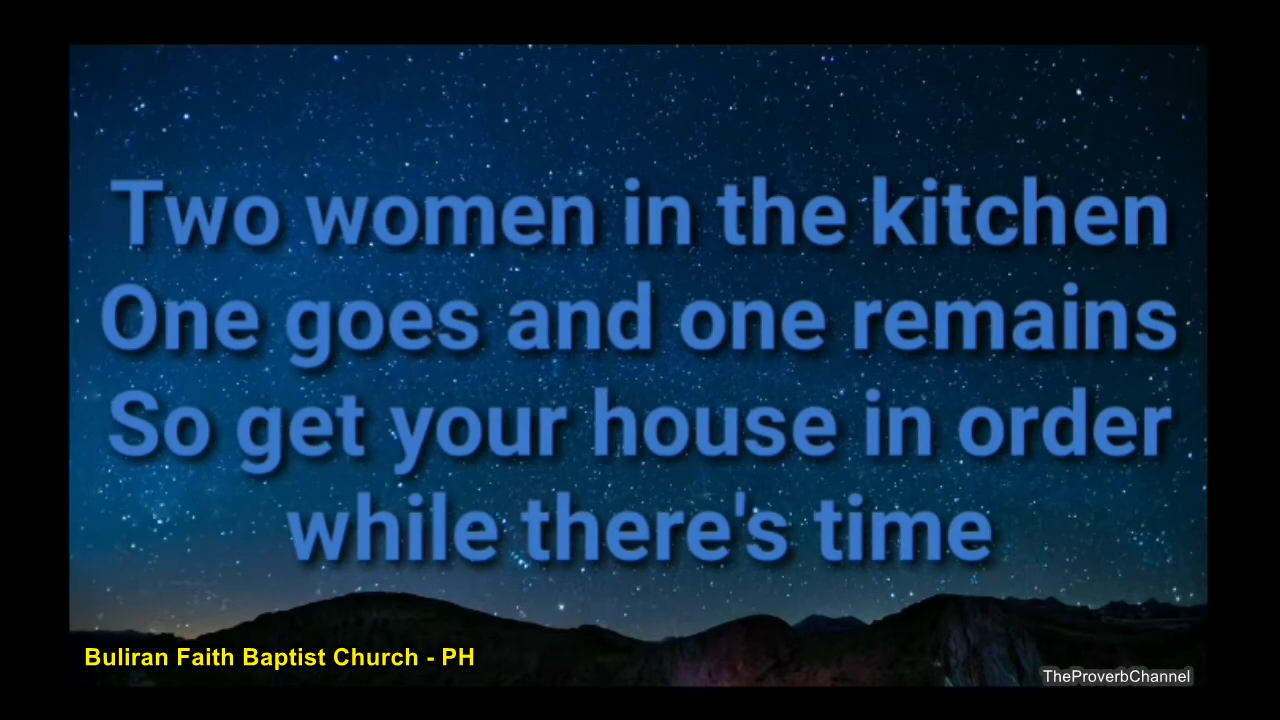 Two women in the kitchen
One goes and one remains
So get your house in order
while there's time
Buliran Faith Baptist Church - PH
TheProverbChannel